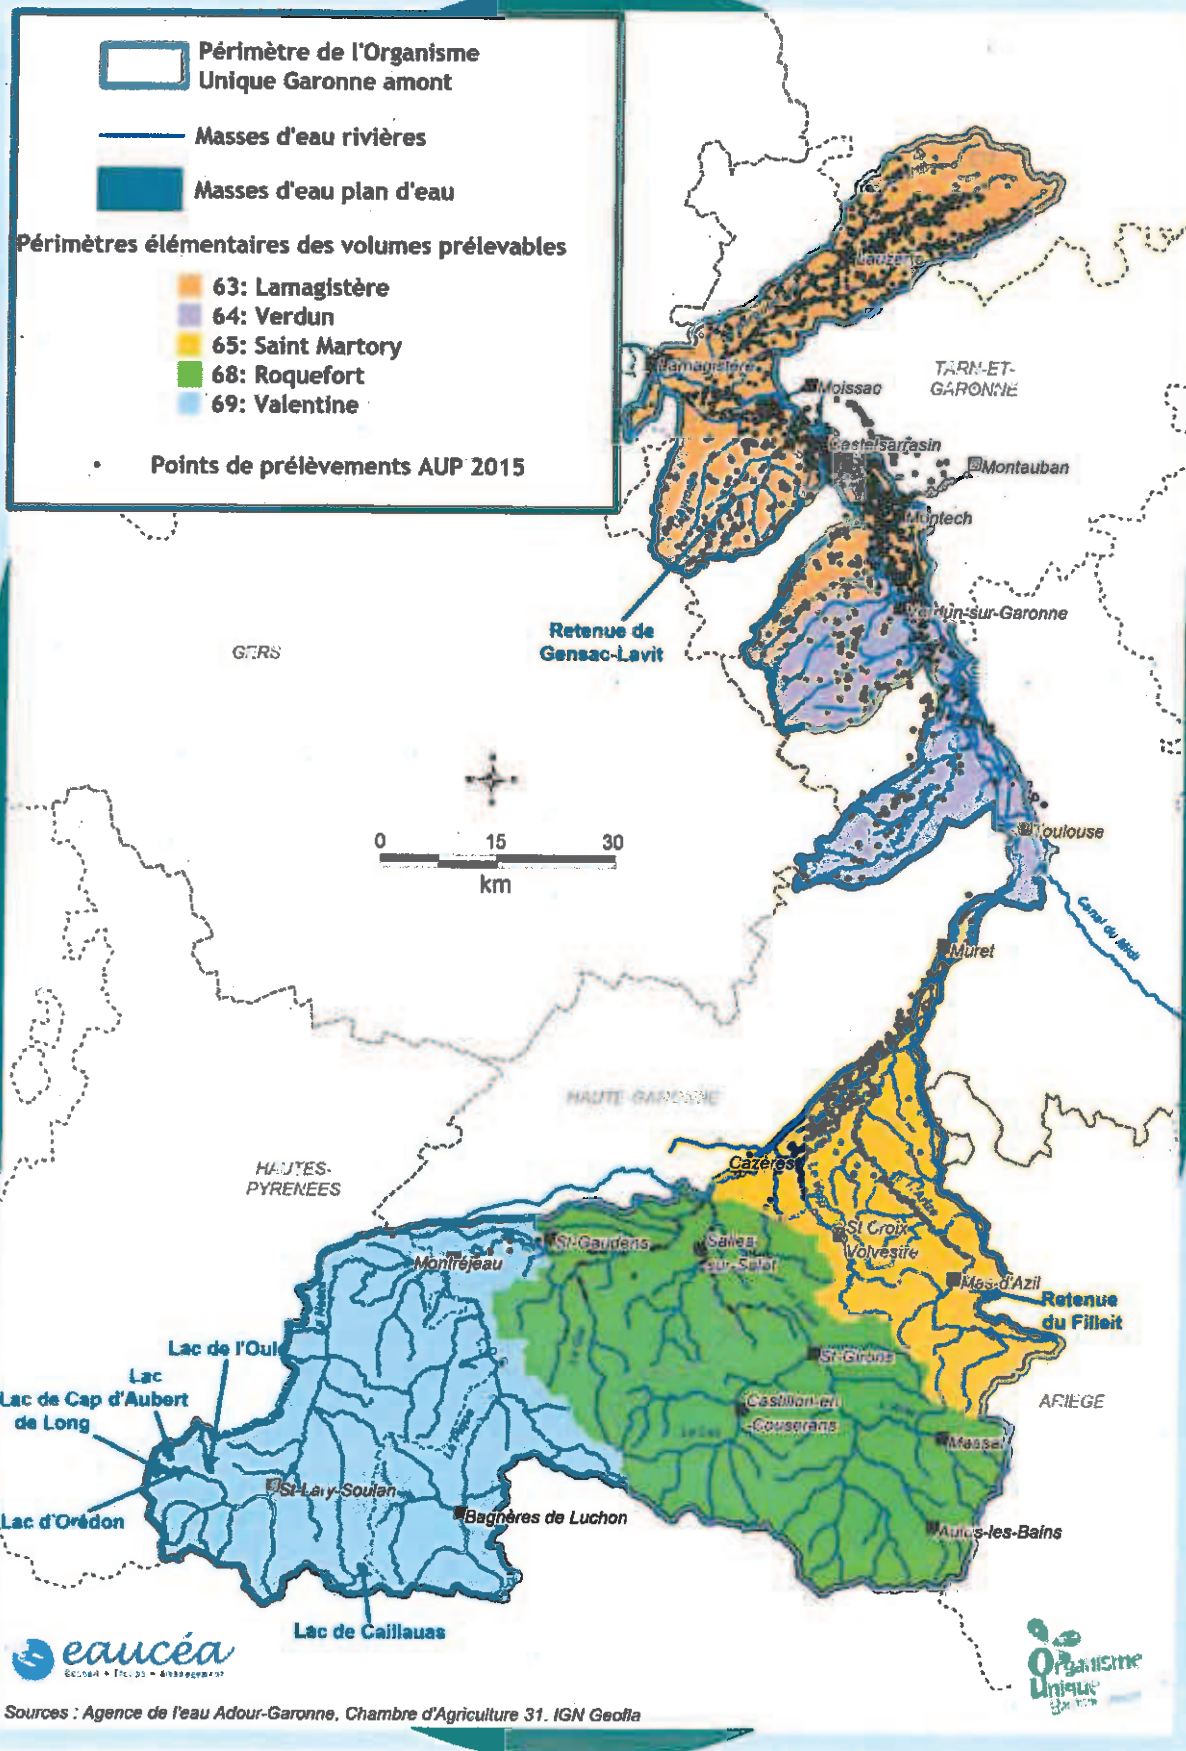 Périmètre de l'Organisme
Unique Garonne amont
Masses d'eau rivières
Masses d'eau plan d'eau
Périmètres élémentaires des volumes prélevables
63: Lamagistère
64: Verdun
65: Saint Martory
68: Roquefort
69: Valentine
Points de prélèvements AUP 2015
Lauzerte
Lamagistère
Moissac
TARN-ET-
GARONNE
Castelsarrasin
Montauban
Montech
Verdun-sur-Garonne
Retenue de
Gensac-Lavit
GERS
0 15 30
km
Toulouse
Canal du Midi
Muret
HAUTE-GARONNE
HAUTES-
PYRENEES
Cazères
L'Arize
St Croix
Volvestre
St-Gaudens
Salies-
sur-Salat
Montréjeau
Mas-d'Azil
Retenue
du Filleit
Lac de l'Oule
Lac
Lac de Cap d'Aubert
de Long
St-Girons
Castillon-en
-Couserans
ARIEGE
Massat
St-Lary-Soulan
Lac d'Orédon
Bagnères de Luchon
Aulus-les-Bains
Lac de Caillauas
eaucéa
Organisme
Unique
Sources : Agence de l'eau Adour-Garonne, Chambre d'Agriculture 31. IGN Geofla